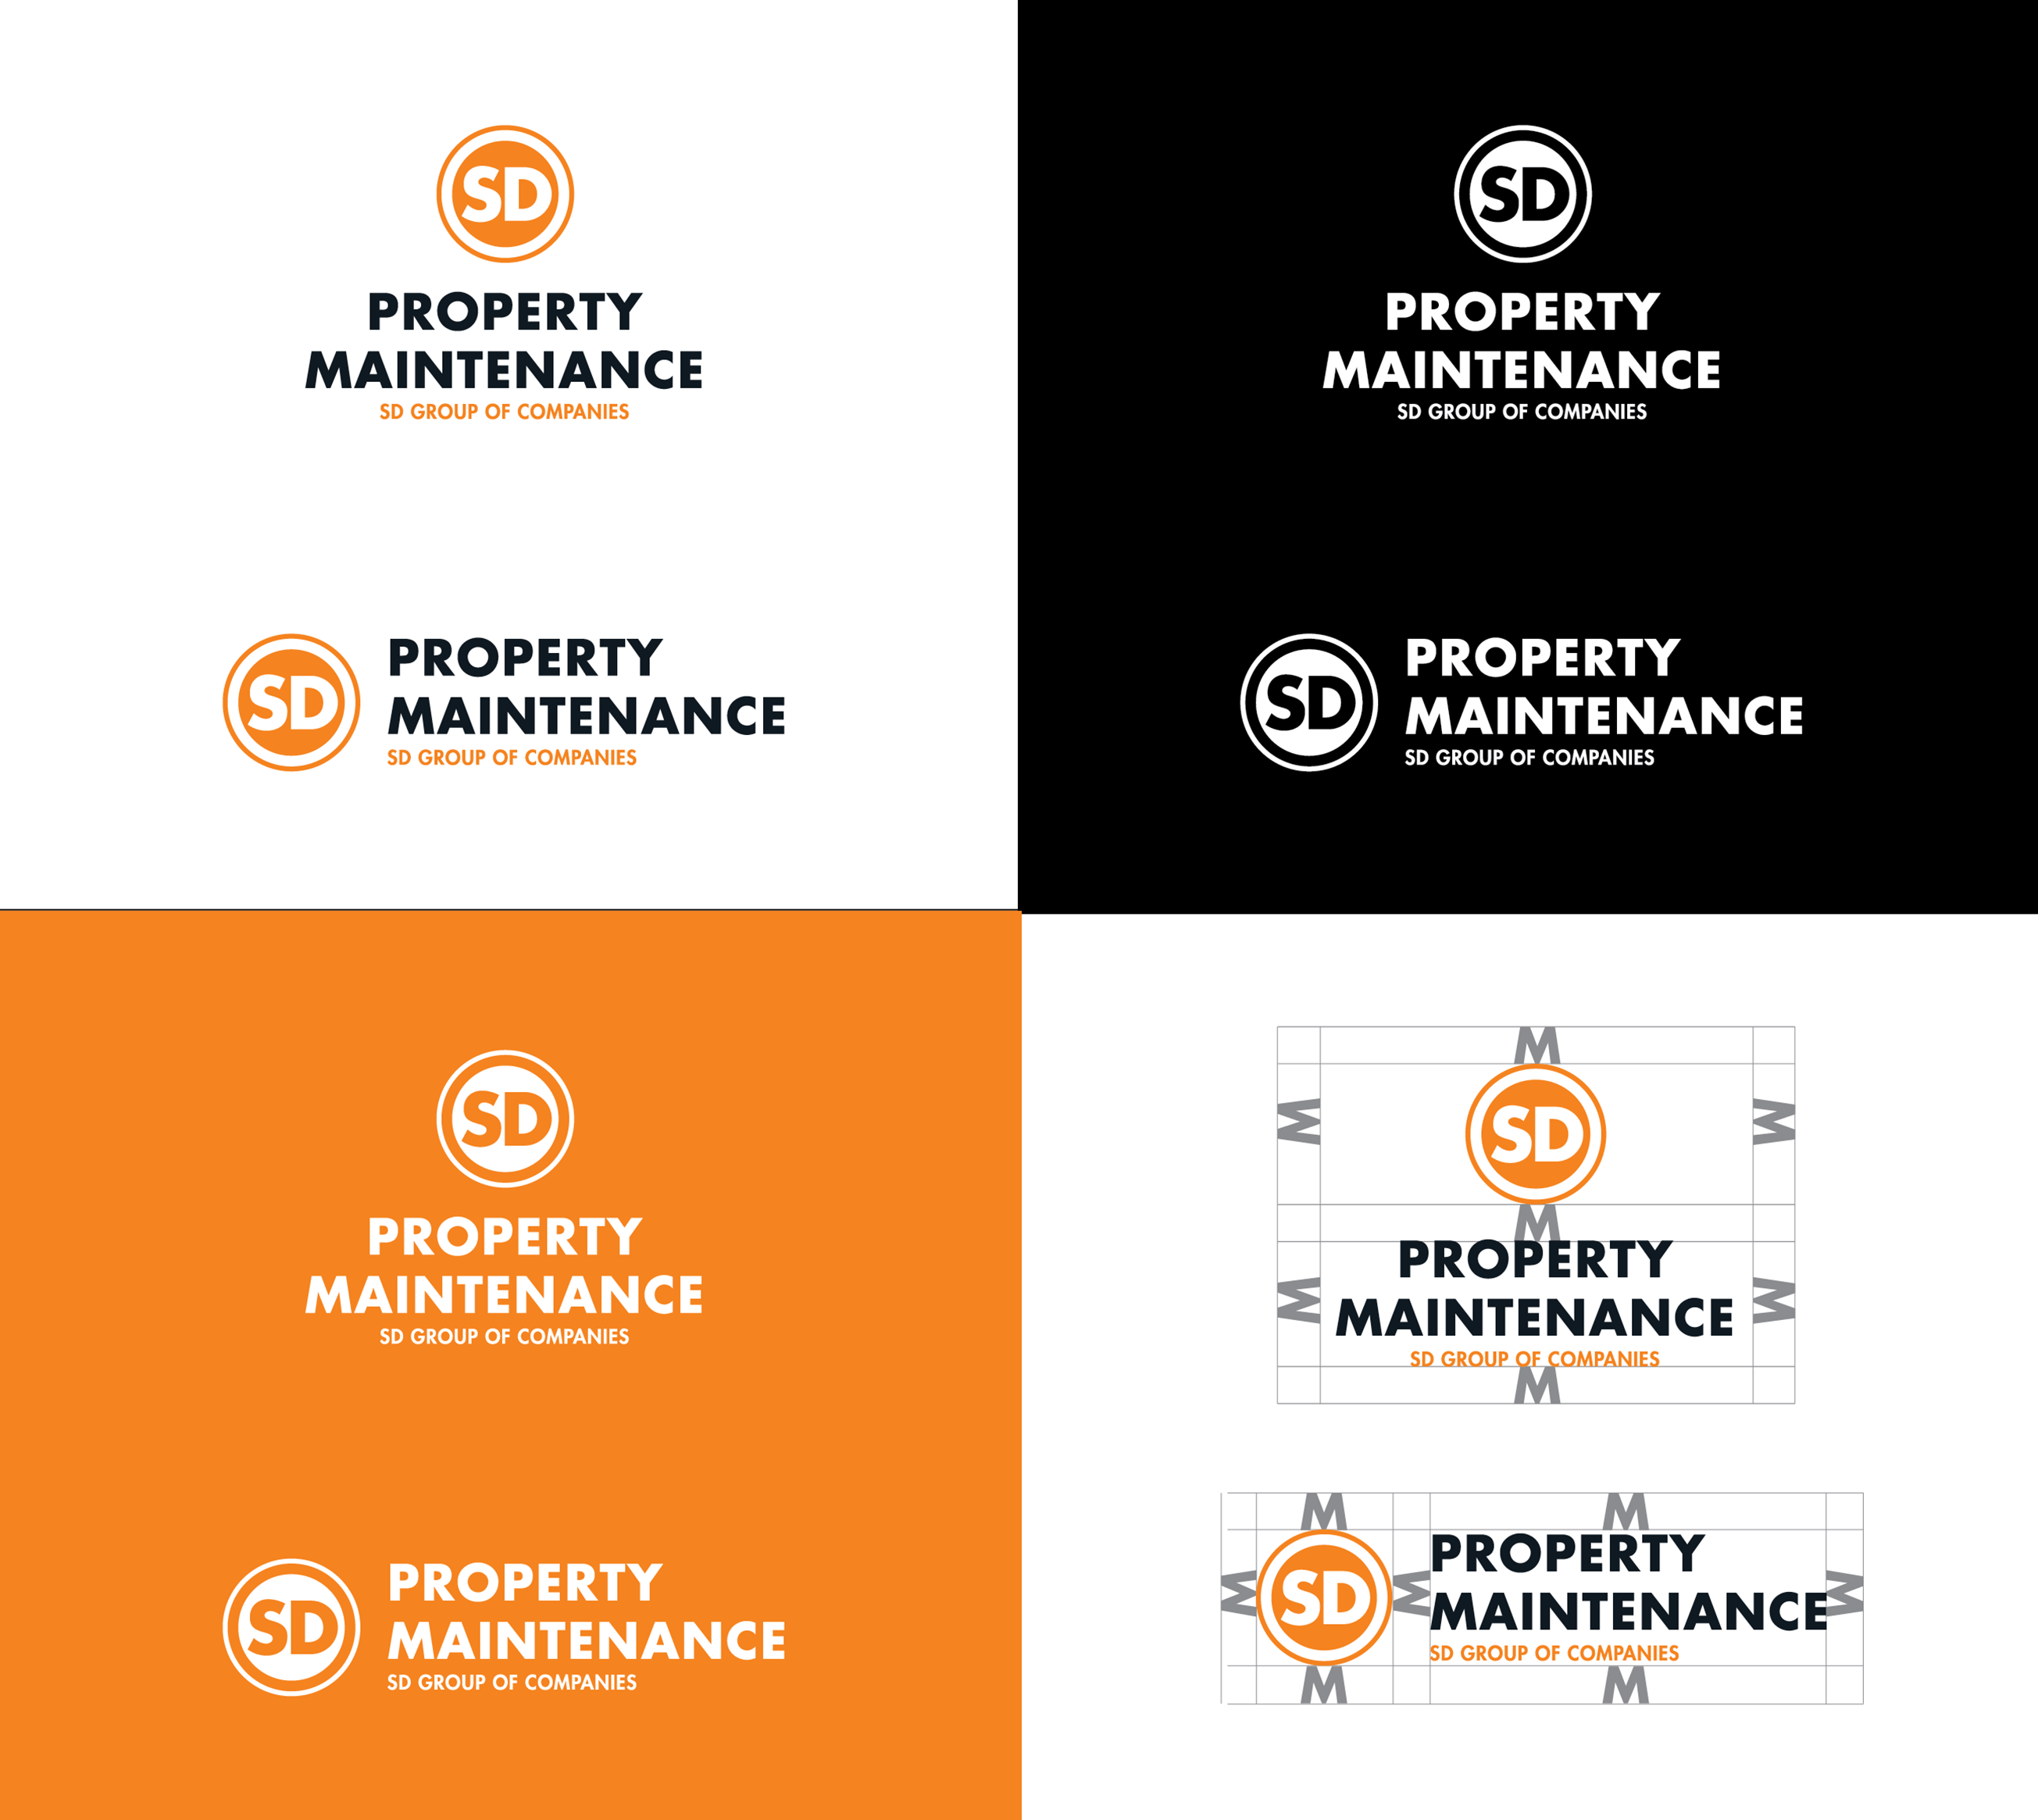 SD
PROPERTY
MAINTENANCE
SD GROUP OF COMPANIES
SD
PROPERTY
MAINTENANCE
SD GROUP OF COMPANIES
SD
PROPERTY
MAINTENANCE
SD GROUP OF COMPANIES
SD
PROPERTY
MAINTENANCE
SD GROUP OF COMPANIES
SD
PROPERTY
MAINTENANCE
SD GROUP OF COMPANIES
SD
PROPERTY
MAINTENANCE
SD GROUP OF COMPANIES
M
M
SD
M
M
PROPERTY
M
MAINTENANCE
M
SD GROUP OF COMPANIES
M
M
M
M
SD
M
PROPERTY
MAINTENANCE
M
SD GROUP OF COMPANIES
M
M